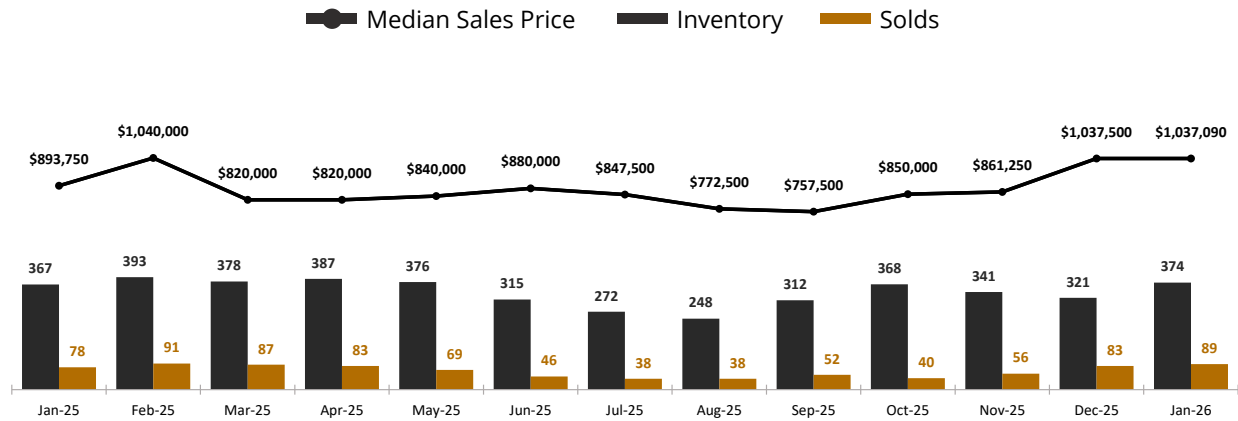 Median Sales Price Inventory Solds
$893,750 $1,040,000 $820,000 $820,000 $840,000 $880,000 $847,500 $772,500 $757,500 $850,000 $861,250 $1,037,500 $1,037,090
367 393 378 387 376 315 272 248 312 368 341 321 374
78 91 87 83 69 46 38 38 52 40 56 83 89
Jan-25 Feb-25 Mar-25 Apr-25 May-25 Jun-25 Jul-25 Aug-25 Sep-25 Oct-25 Nov-25 Dec-25 Jan-26